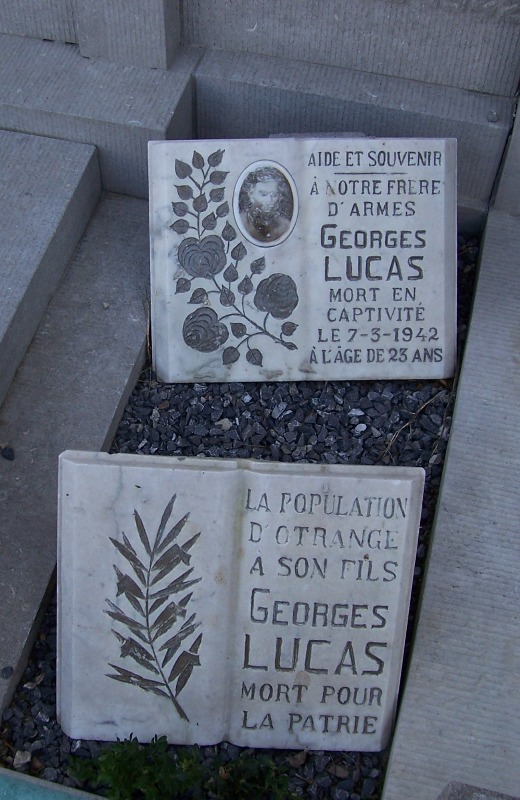 AIDE ET SOUVENIR
À NOTRE FRÈRE
D'ARMES
GEORGES
LUCAS
MORT EN
CAPTIVITÉ
LE 7-3-1942
À L'ÂGE DE 23 ANS
LA POPULATION
D'OTRANGE
À SON FILS
GEORGES
LUCAS
MORT POUR
LA PATRIE